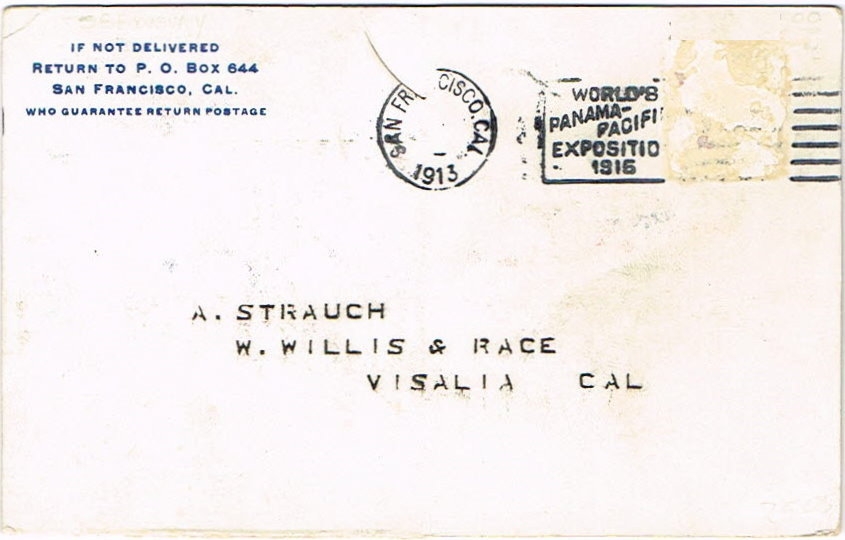 IF NOT DELIVERED
RETURN TO P. O. BOX 644
SAN FRANCISCO, CAL.
WHO GUARANTEE RETURN POSTAGE
SAN FRANCISCO, CAL.
1913
WORLD'S
PANAMA-
PACIFI
EXPOSITIO
1915
A. STRAUCH
W. WILLIS & RACE
VISALIA CAL